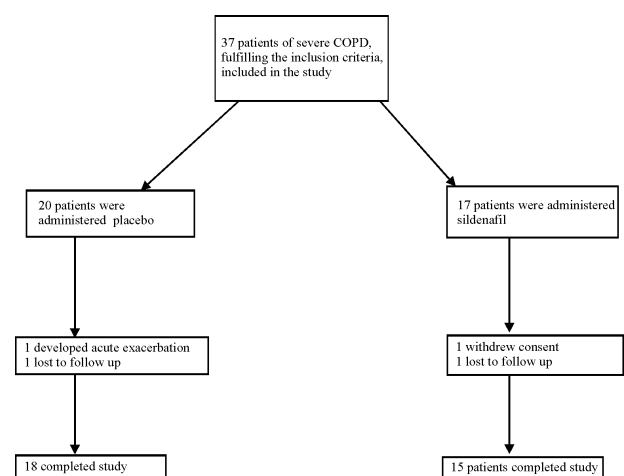 37 patients of severe COPD,
fulfilling the inclusion criteria,
included in the study
20 patients were
administered placebo
17 patients were administered
sildenafil
1 developed acute exacerbation
1 lost to follow up
1 withdrew consent
1 lost to follow up
18 completed study
15 patients completed study